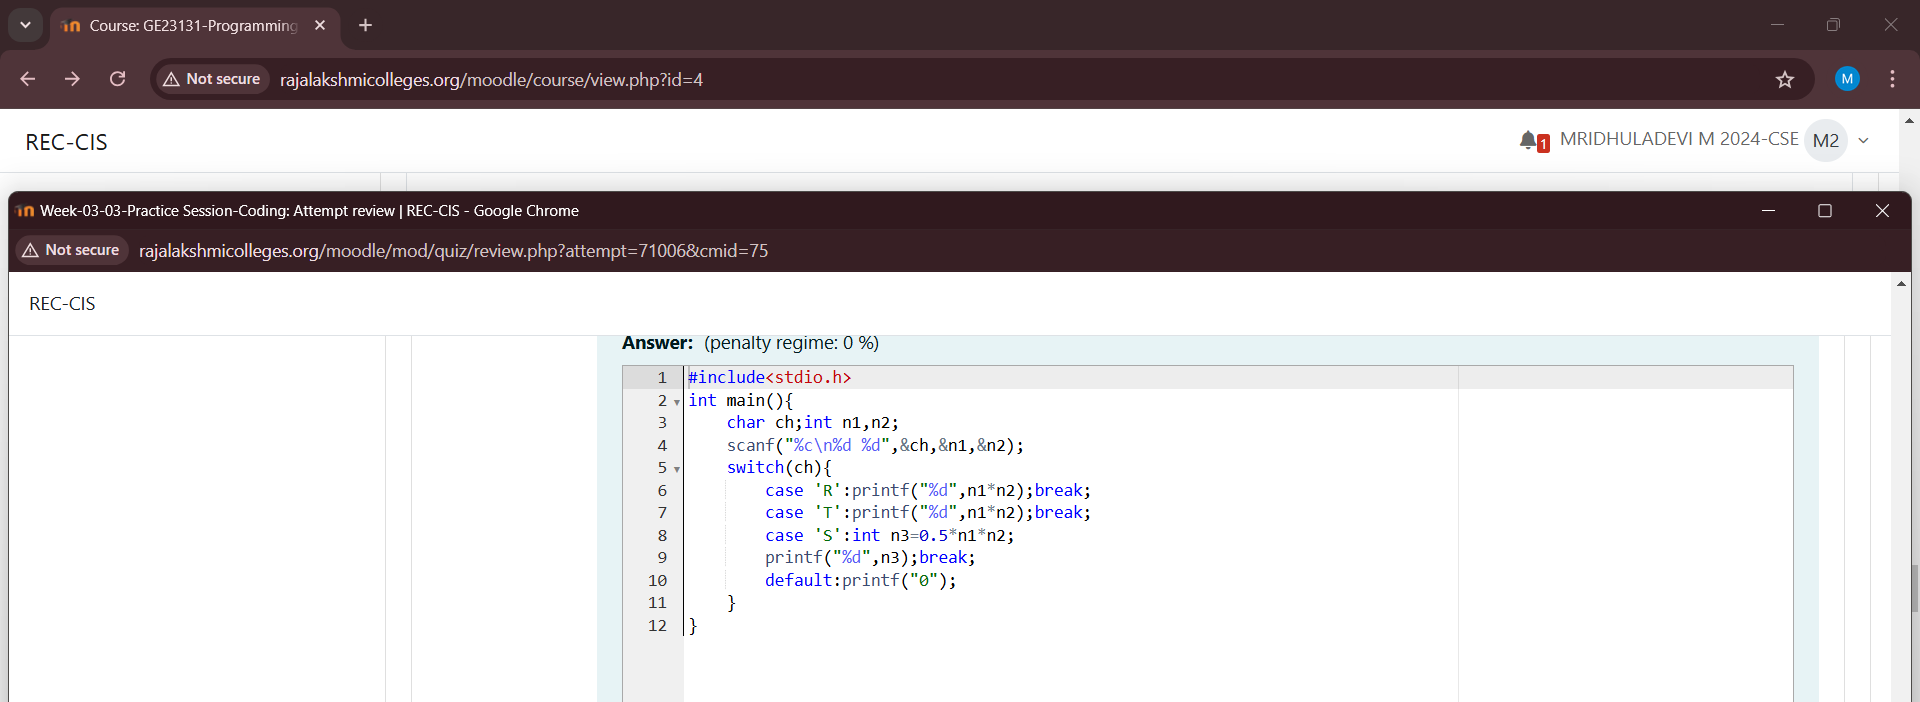 Course: GE23131-Programming
Not secure rajalakshmicolleges.org/moodle/course/view.php?id=4
M
REC-CIS
1 MRIDHULADEVI M 2024-CSE M2
Week-03-03-Practice Session-Coding: Attempt review | REC-CIS - Google Chrome
Not secure rajalakshmicolleges.org/moodle/mod/quiz/review.php?attempt=71006&cmid=75
REC-CIS
Answer: (penalty regime: 0 %)
1 #include<stdio.h>
2 int main(){
3 char ch;int n1,n2;
4 scanf("%c\n%d %d",&ch,&n1,&n2);
5 switch(ch){
6 case 'R':printf("%d",n1*n2);break;
7 case 'T':printf("%d",n1*n2);break;
8 case 'S':int n3=0.5*n1*n2;
9 printf("%d",n3);break;
10 default:printf("0");
11 }
12 }